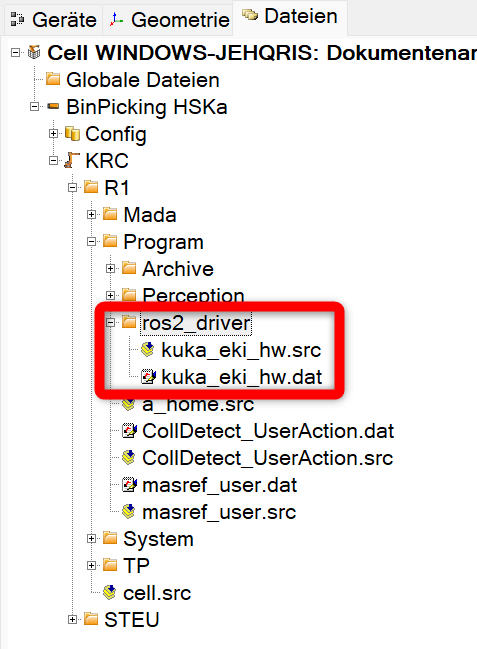 Geräte Geometrie Dateien
Cell WINDOWS-JEHQRIS: Dokumentenar
Globale Dateien
BinPicking HSKa
Config
KRC
R1
Mada
Program
Archive
Perception
ros2_driver
kuka_eki_hw.src
kuka_eki_hw.dat
a_home.src
CollDetect_UserAction.dat
CollDetect_UserAction.src
masref_user.dat
masref_user.src
System
TP
cell.src
STEU